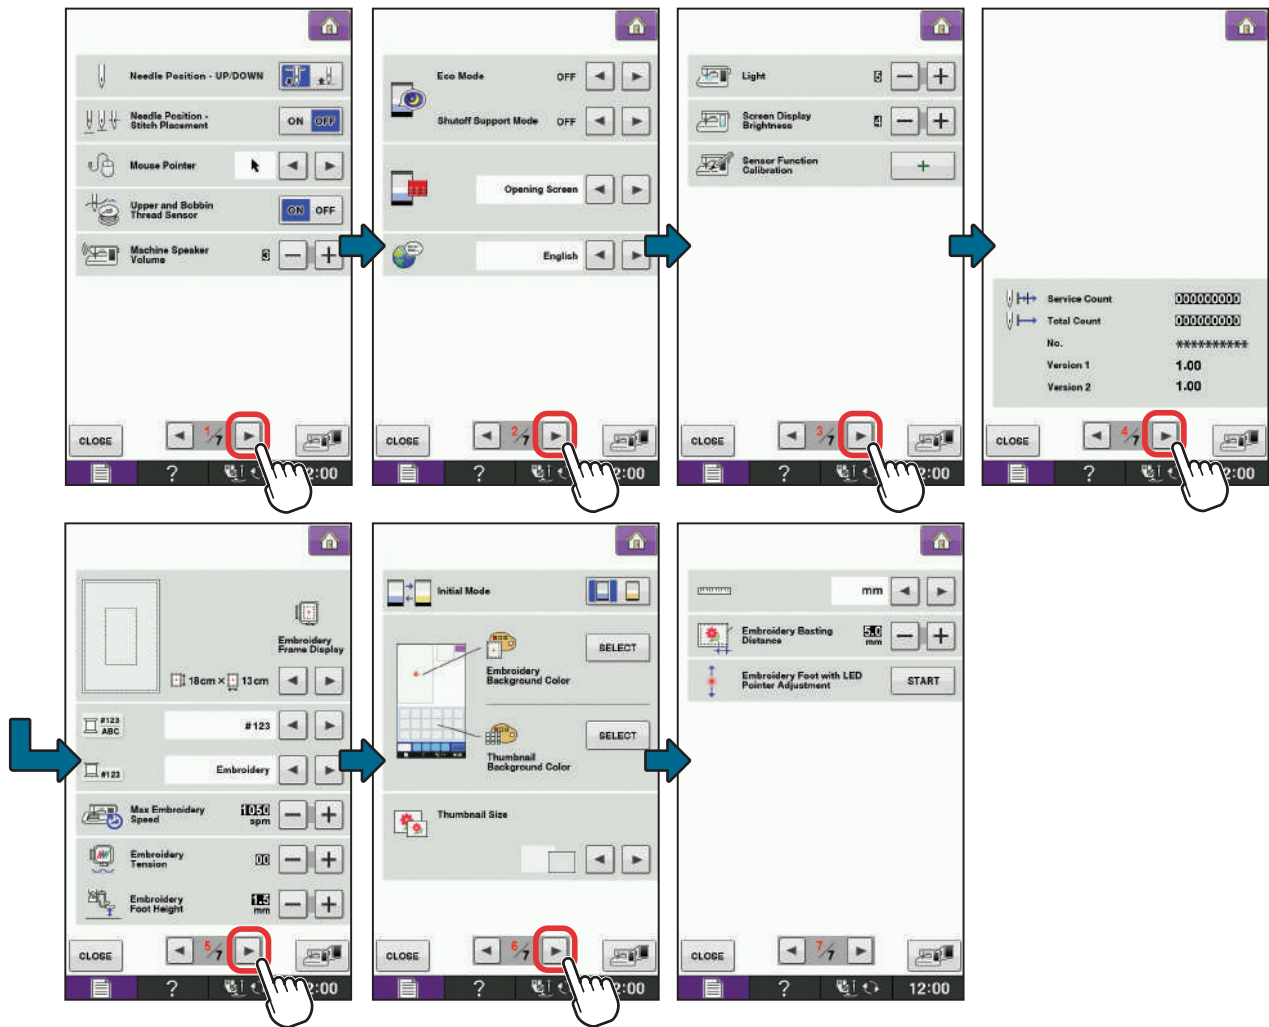 Needle Position - UP/DOWN
Needle Position -
Stitch Placement
ON OFF
Mouse Pointer
Upper and Bobbin
Thread Sensor
ON OFF
Machine Speaker
Volume
3
CLOSE
1/7
?
12:00
Eco Mode
OFF
Shutoff Support Mode
OFF
Opening Screen
English
CLOSE
2/7
?
12:00
Light
5
Screen Display
Brightness
4
Sensor Function
Calibration
CLOSE
3/7
?
12:00
Service Count
000000000
Total Count
000000000
No.
**********
Version 1
1.00
Version 2
1.00
CLOSE
4/7
?
12:00
Embroidery
Frame Display
18cm × 13cm
#123
ABC
#123
#123
Embroidery
Max Embroidery
Speed
1050
spm
Embroidery
Tension
00
Embroidery
Foot Height
1.5
mm
CLOSE
5/7
?
12:00
Initial Mode
SELECT
Embroidery
Background Color
SELECT
Thumbnail
Background Color
Thumbnail Size
CLOSE
6/7
?
12:00
mm
Embroidery Basting
Distance
5.0
mm
Embroidery Foot with LED
Pointer Adjustment
START
CLOSE
7/7
?
12:00